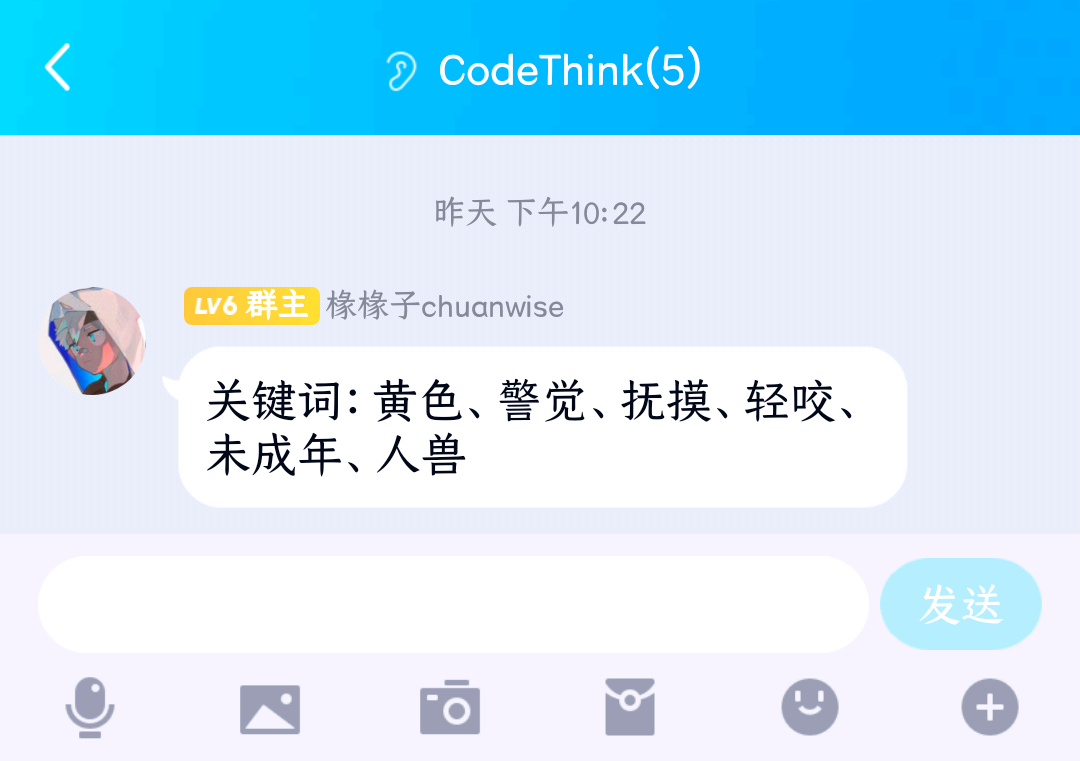 CodeThink(5)
昨天 下午10:22
LV6 群主 椽椽子chuanwise
关键词：黄色、警觉、抚摸、轻咬、
未成年、人兽
发送